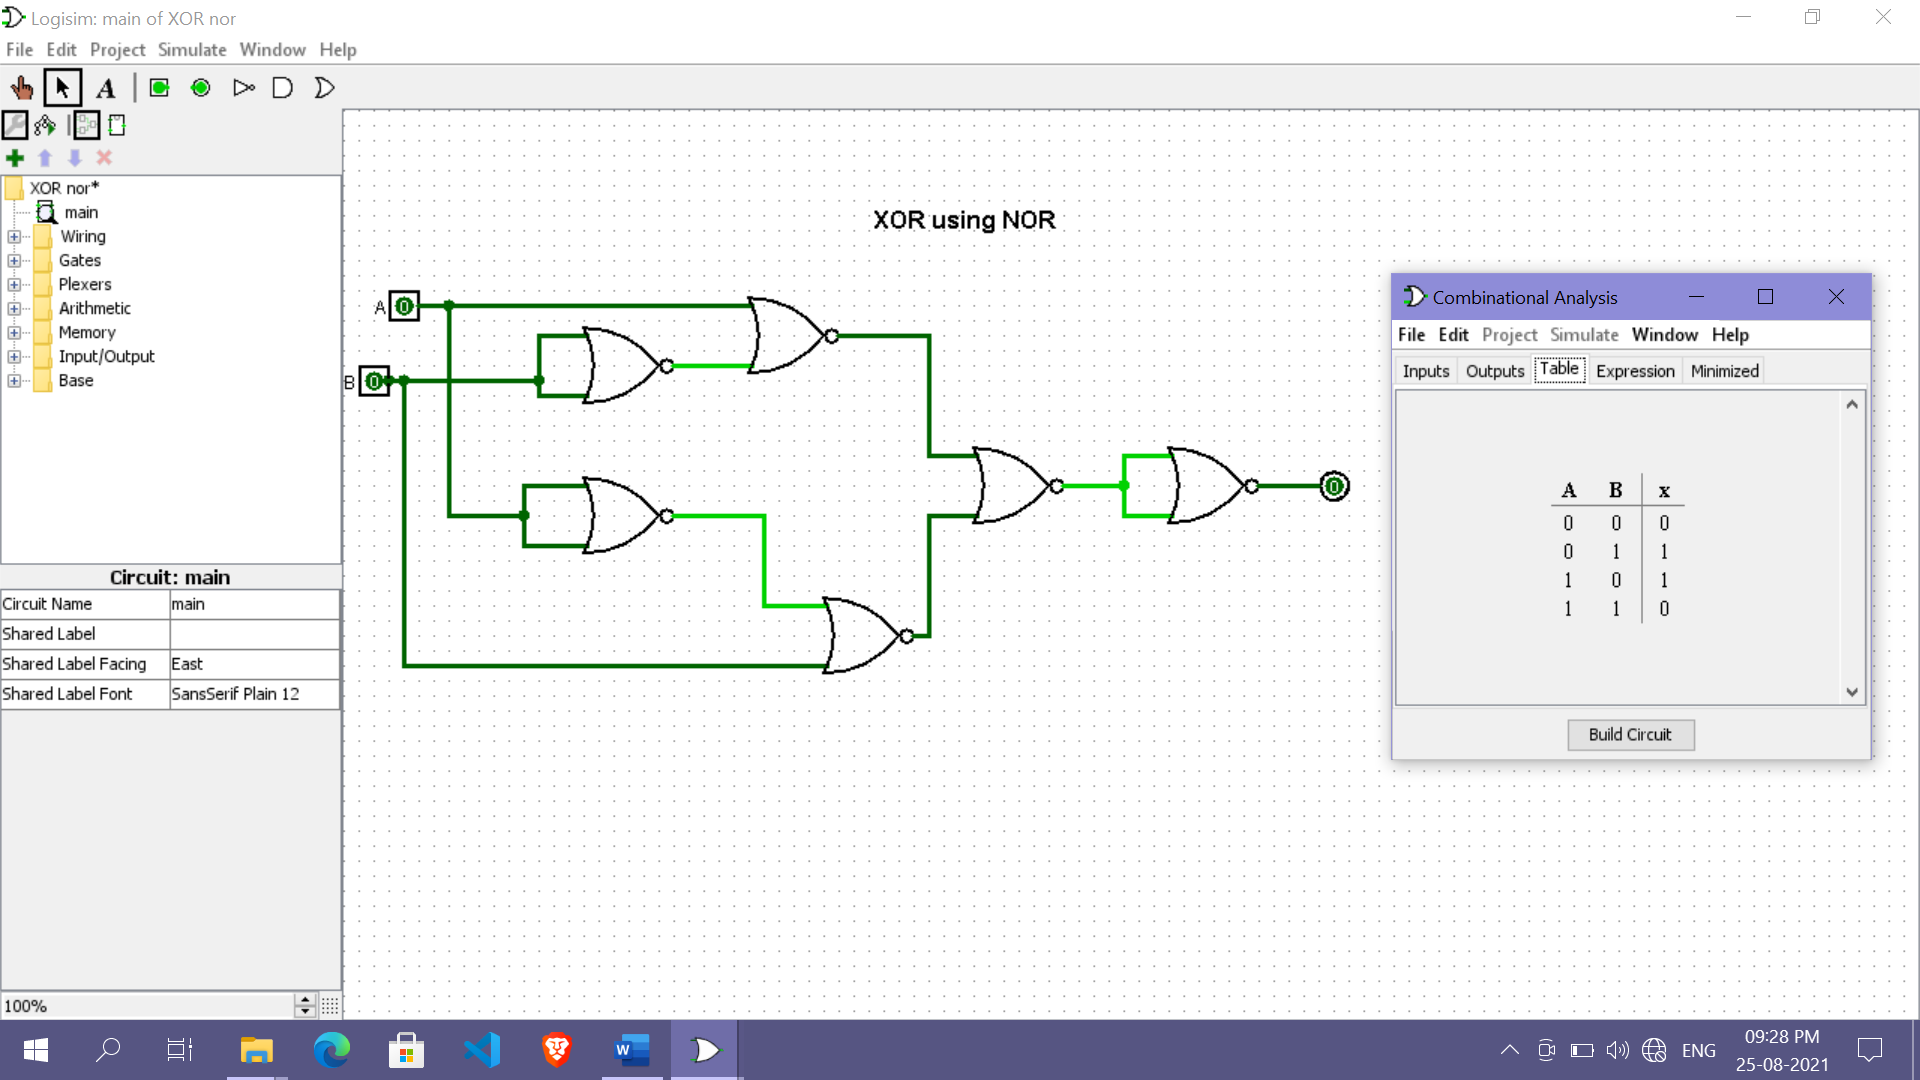 Logisim: main of XOR nor
File Edit Project Simulate Window Help
A
XOR nor*
main
Wiring
Gates
Plexers
Arithmetic
Memory
Input/Output
Base
Circuit: main
Circuit Name main
Shared Label
Shared Label Facing East
Shared Label Font SansSerif Plain 12
100%
XOR using NOR
A 0
B 0
0
Combinational Analysis
File Edit Project Simulate Window Help
Inputs Outputs Table Expression Minimized
A B x
0 0 0
0 1 1
1 0 1
1 1 0
Build Circuit
W
ENG
09:28 PM
25-08-2021